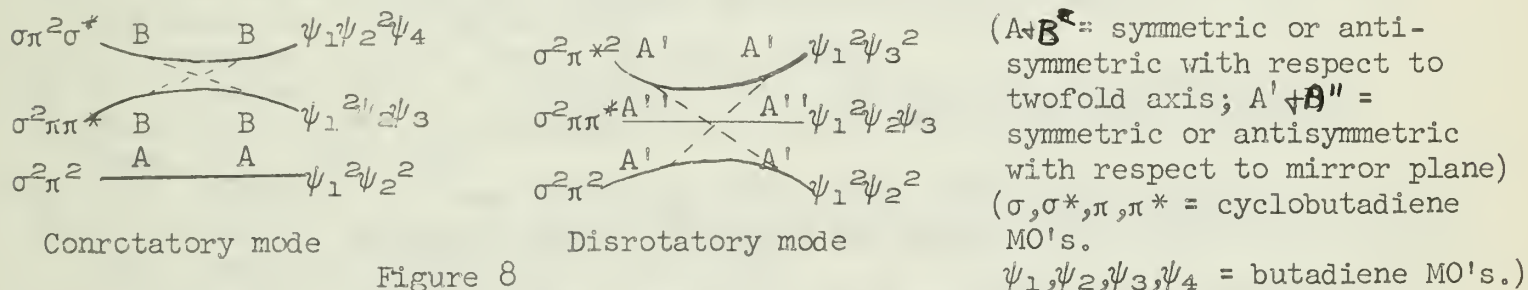 σπ²σ* B B ψ₁ψ₂²ψ₄
σ²ππ* B B ψ₁²ψ₂ψ₃
A A
σ²π² ψ₁²ψ₂²
Conrctatory mode
σ²π*² A' A' ψ₁²ψ₃²
σ²ππ* A'' A'' ψ₁²ψ₂ψ₃
σ²π² A' A' ψ₁²ψ₂²
Disrotatory mode
Figure 8
(A+B = symmetric or anti-
symmetric with respect to
twofold axis; A'+B" =
symmetric or antisymmetric
with respect to mirror plane)
(σ,σ*,π,π* = cyclobutadiene
MO's.
ψ₁,ψ₂,ψ₃,ψ₄ = butadiene MO's.)